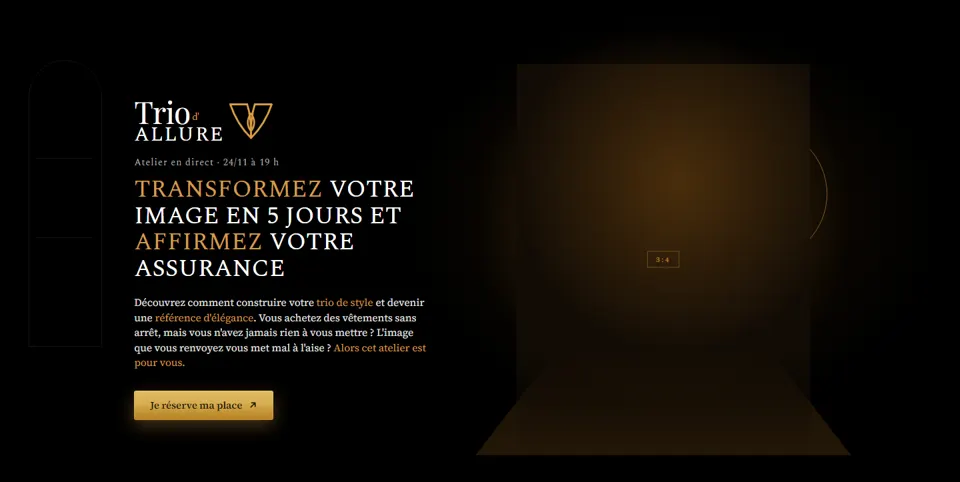 Trio d'
ALLURE
Atelier en direct · 24/11 à 19 h
TRANSFORMEZ VOTRE
IMAGE EN 5 JOURS ET
AFFIRMEZ VOTRE
ASSURANCE
Découvrez comment construire votre trio de style et devenir
une référence d'élégance. Vous achetez des vêtements sans
arrêt, mais vous n'avez jamais rien à vous mettre ? L'image
que vous renvoyez vous met mal à l'aise ? Alors cet atelier est
pour vous.
Je réserve ma place
3:4